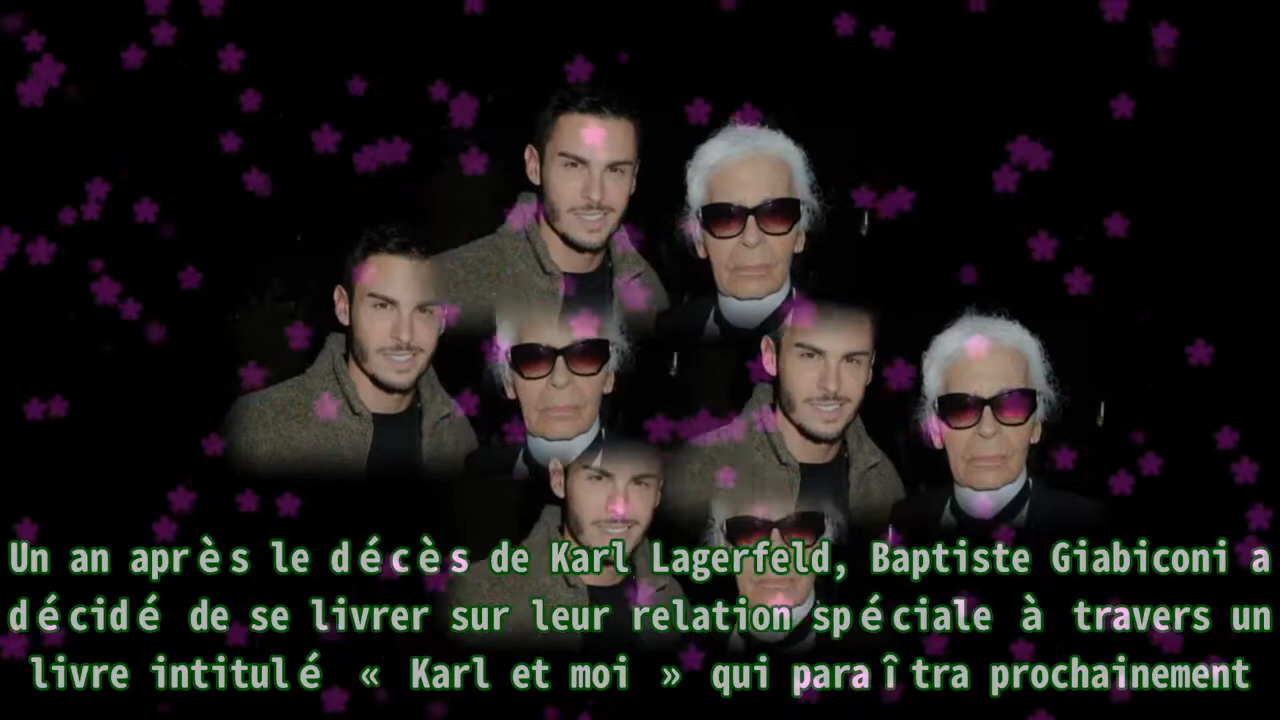 Un an après le décès de Karl Lagerfeld, Baptiste Giabiconi a
décidé de se livrer sur leur relation spéciale à travers un
livre intitulé « Karl et moi » qui paraîtra prochainement